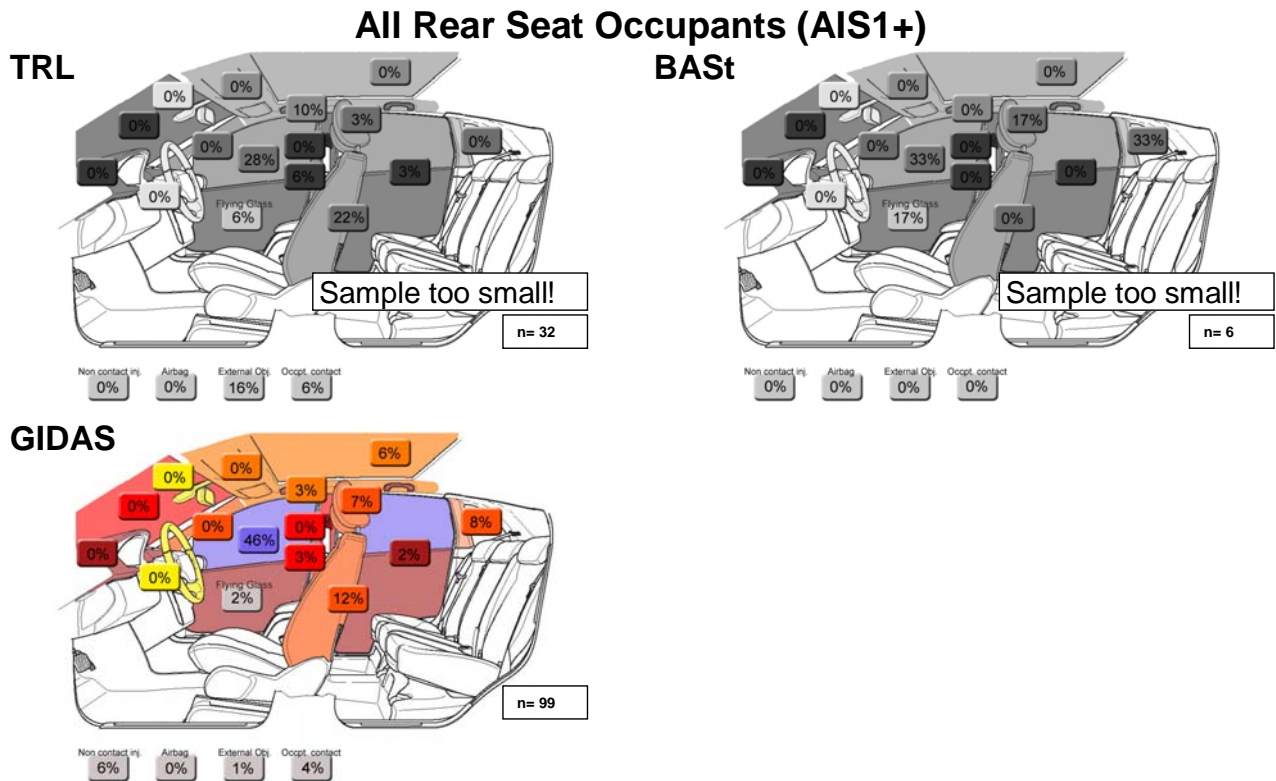 All Rear Seat Occupants (AIS1+)
TRL
0%
0%
0%
0%
10%
3%
0%
0%
28%
0%
0%
0%
6%
3%
0%
Flying Glass
6%
22%
Sample too small!
n= 32
Non contact inj. Airbag External Obj. Occpt. contact
0% 0% 16% 6%
BASt
0%
0%
0%
0%
0%
17%
0%
33%
33%
0%
0%
0%
0%
0%
Flying Glass
17%
0%
Sample too small!
n= 6
Non contact inj. Airbag External Obj. Occpt. contact
0% 0% 0% 0%
GIDAS
6%
0%
0%
3%
7%
0%
0%
0%
8%
46%
0%
3%
2%
0%
Flying Glass
2%
12%
n= 99
Non contact inj. Airbag External Obj. Occpt. contact
6% 0% 1% 4%